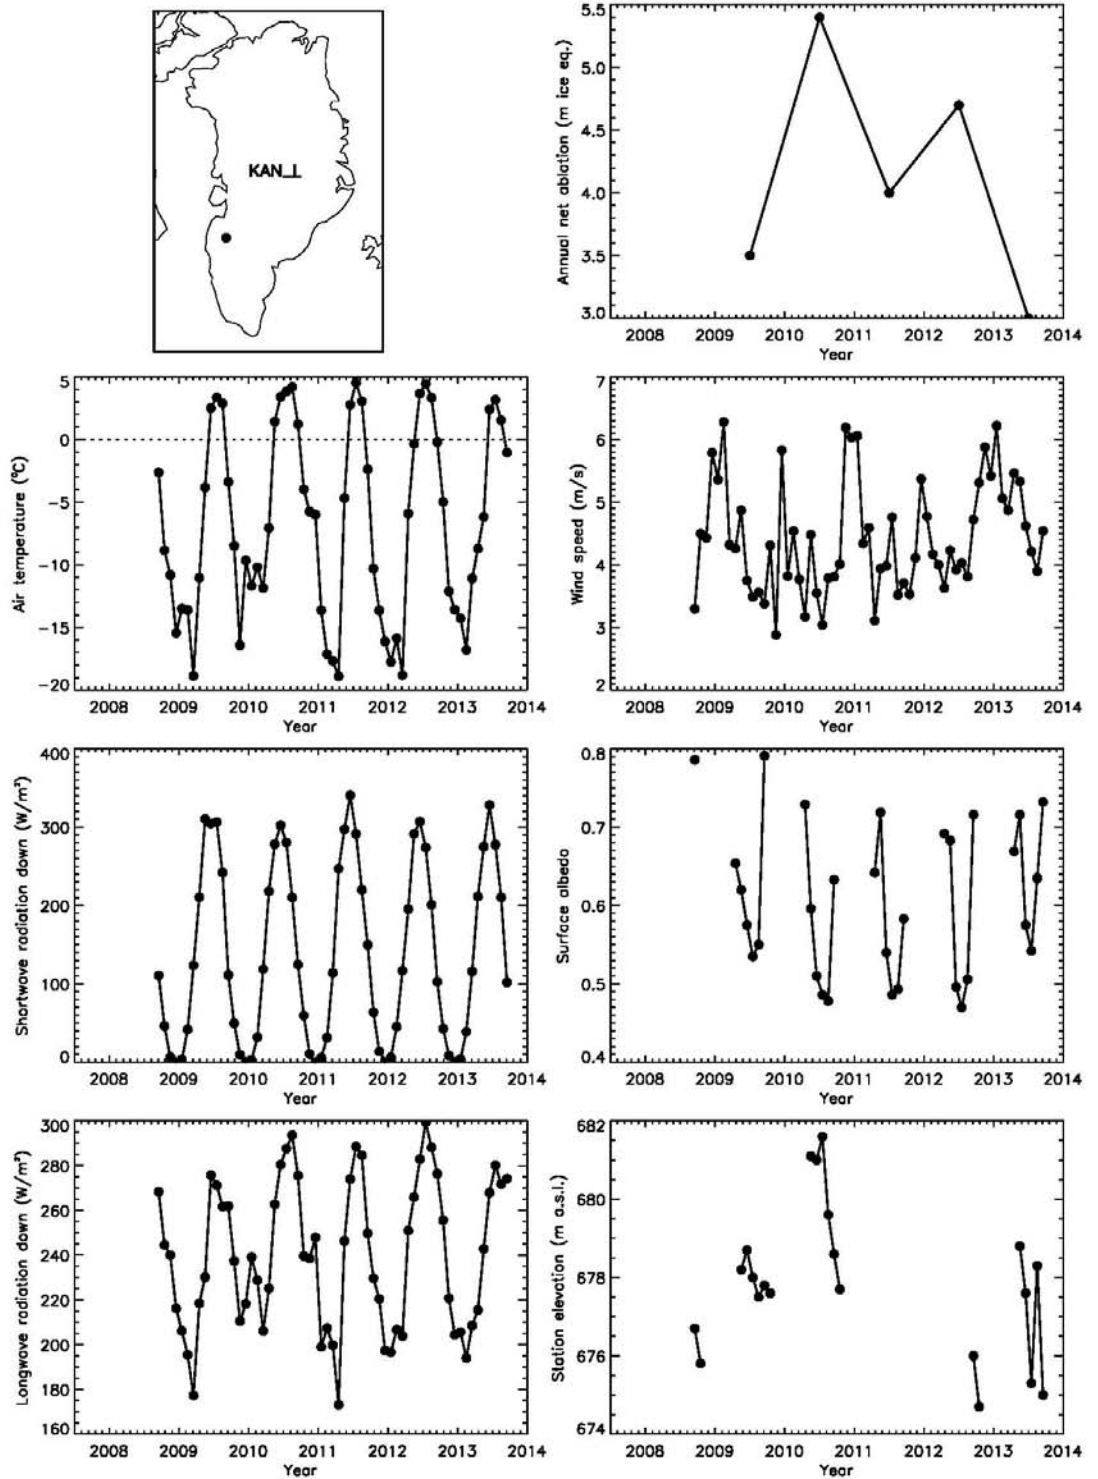 KAN_L
Annual net ablation (m ice eq.)
5.5
5.0
4.5
4.0
3.5
3.0
2008 2009 2010 2011 2012 2013 2014
Year
Air temperature (°C)
5
0
-5
-10
-15
-20
2008 2009 2010 2011 2012 2013 2014
Year
Wind speed (m/s)
7
6
5
4
3
2
2008 2009 2010 2011 2012 2013 2014
Year
Shortwave radiation down (W/m²)
400
300
200
100
0
2008 2009 2010 2011 2012 2013 2014
Year
Surface albedo
0.8
0.7
0.6
0.5
0.4
2008 2009 2010 2011 2012 2013 2014
Year
Longwave radiation down (W/m²)
300
280
260
240
220
200
180
160
2008 2009 2010 2011 2012 2013 2014
Year
Station elevation (m a.s.l.)
682
680
678
676
674
2008 2009 2010 2011 2012 2013 2014
Year